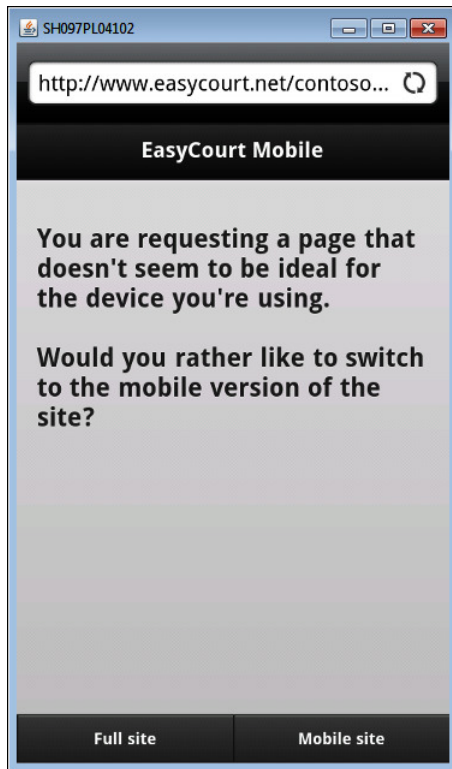 SH097PL04102
http://www.easycourt.net/contoso...
EasyCourt Mobile
You are requesting a page that
doesn't seem to be ideal for
the device you're using.
Would you rather like to switch
to the mobile version of the
site?
Full site
Mobile site